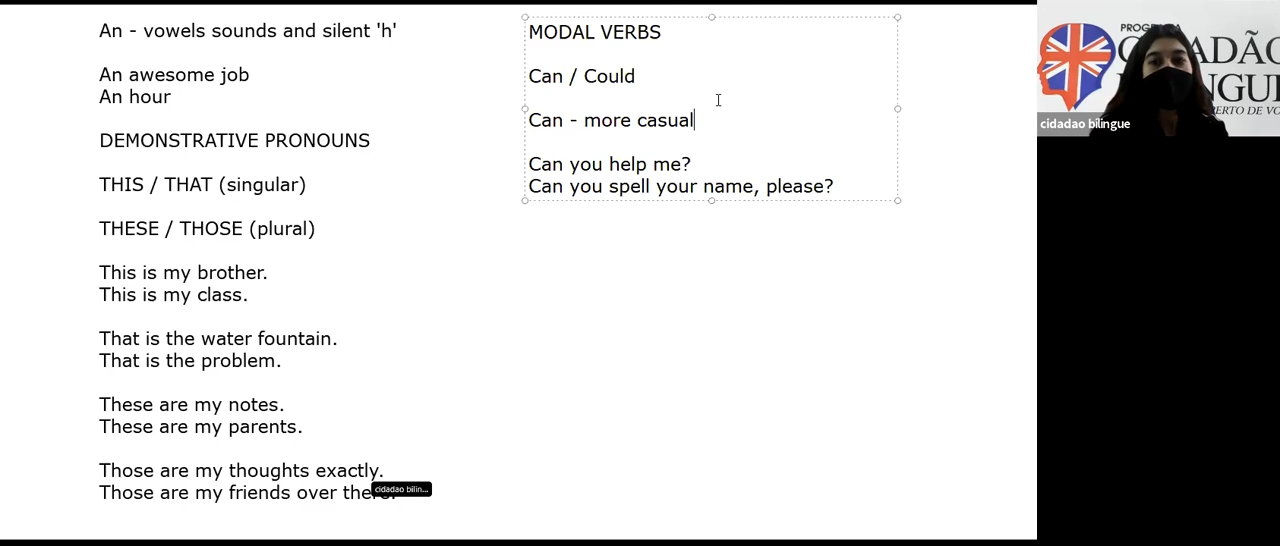 An - vowels sounds and silent 'h'
An awesome job
An hour
DEMONSTRATIVE PRONOUNS
THIS / THAT (singular)
THESE / THOSE (plural)
This is my brother.
This is my class.
That is the water fountain.
That is the problem.
These are my notes.
These are my parents.
Those are my thoughts exactly.
Those are my friends over there.
cidadao bilin...
MODAL VERBS
Can / Could
Can - more casual
Can you help me?
Can you spell your name, please?
cidadao bilingue